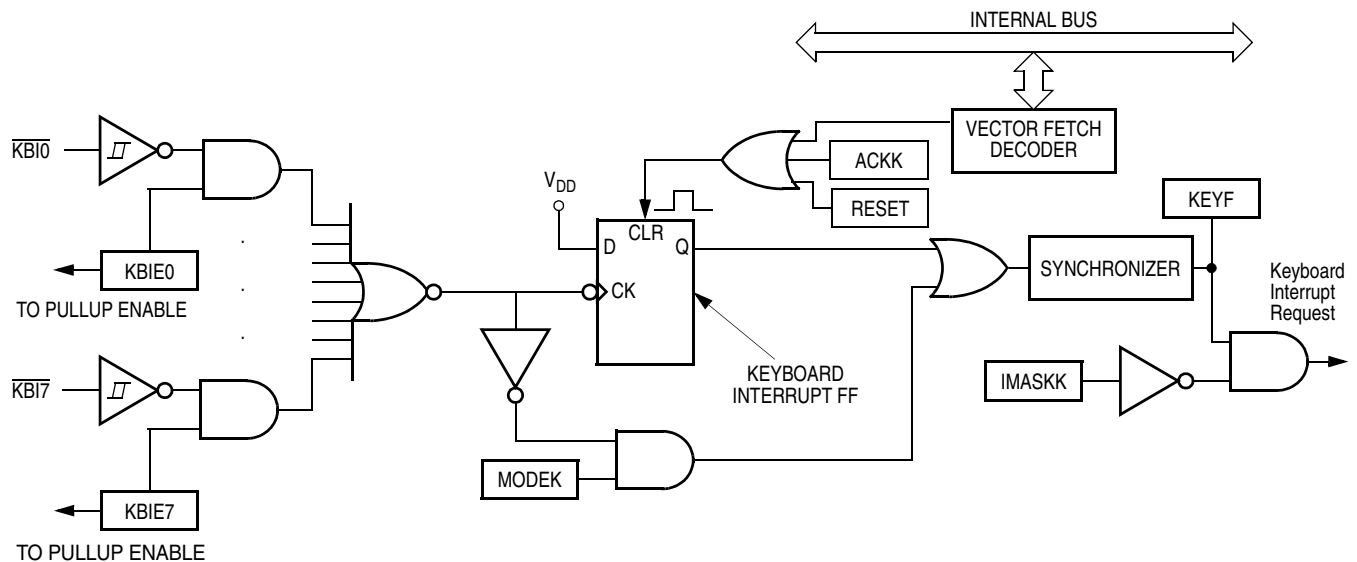 INTERNAL BUS
VECTOR FETCH
DECODER
ACKK
RESET
KBI0
KBIE0
TO PULLUP ENABLE
KBI7
KBIE7
TO PULLUP ENABLE
VDD
CLR
D
Q
CK
KEYBOARD
INTERRUPT FF
MODEK
SYNCHRONIZER
KEYF
IMASKK
Keyboard
Interrupt
Request